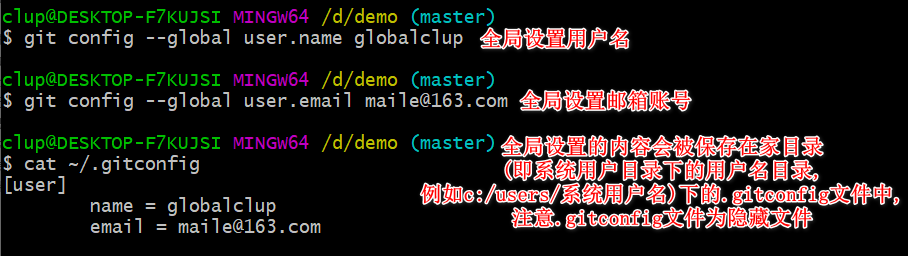 clup@DESKTOP-F7KUJSI MINGW64 /d/demo (master)
$ git config --global user.name globalclup 全局设置用户名
clup@DESKTOP-F7KUJSI MINGW64 /d/demo (master)
$ git config --global user.email maile@163.com 全局设置邮箱账号
clup@DESKTOP-F7KUJSI MINGW64 /d/demo (master) 全局设置的内容会被保存在家目录
$ cat ~/.gitconfig (即系统用户目录下的用户名目录,
[user] 例如c:/users/系统用户名)下的.gitconfig文件中,
name = globalclup 注意.gitconfig文件为隐藏文件
email = maile@163.com